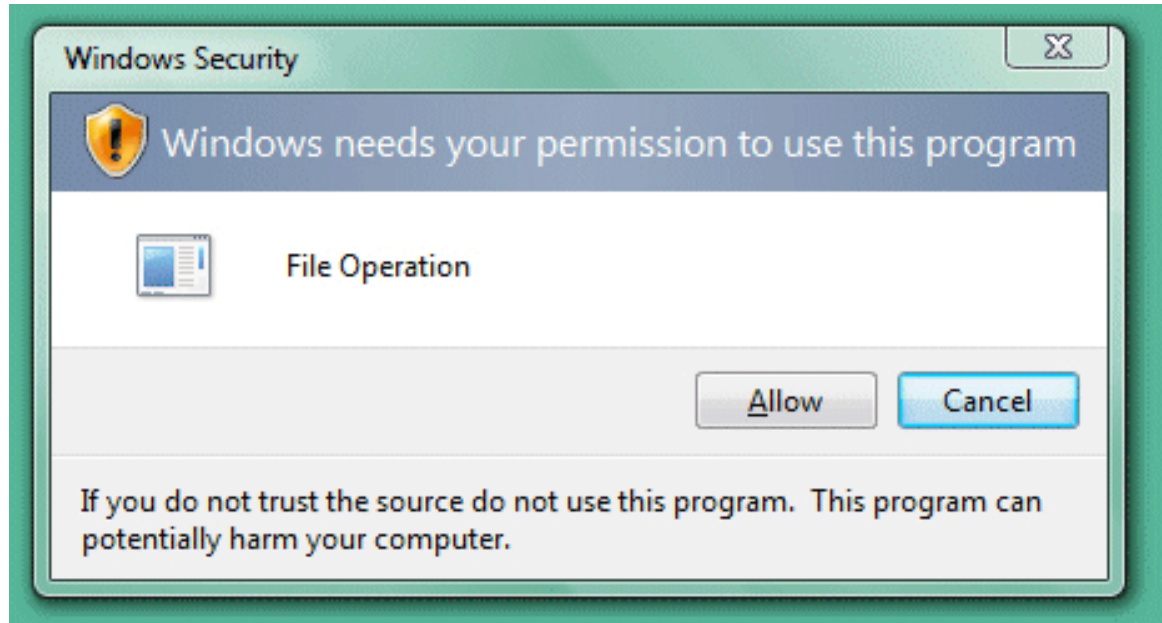 Windows Security
Windows needs your permission to use this program
File Operation
Allow
Cancel
If you do not trust the source do not use this program.  This program can
potentially harm your computer.